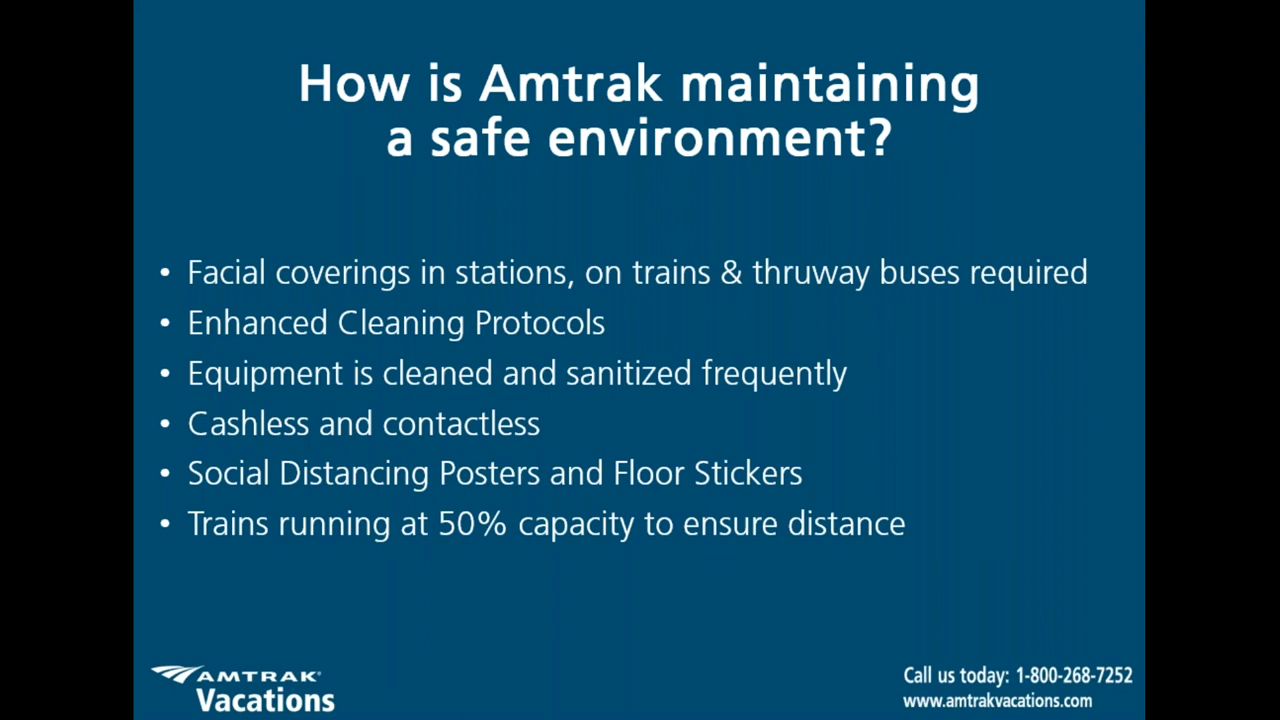 How is Amtrak maintaining
a safe environment?
• Facial coverings in stations, on trains & thruway buses required
• Enhanced Cleaning Protocols
• Equipment is cleaned and sanitized frequently
• Cashless and contactless
• Social Distancing Posters and Floor Stickers
• Trains running at 50% capacity to ensure distance
AMTRAK®
Vacations
Call us today: 1-800-268-7252
www.amtrakvacations.com